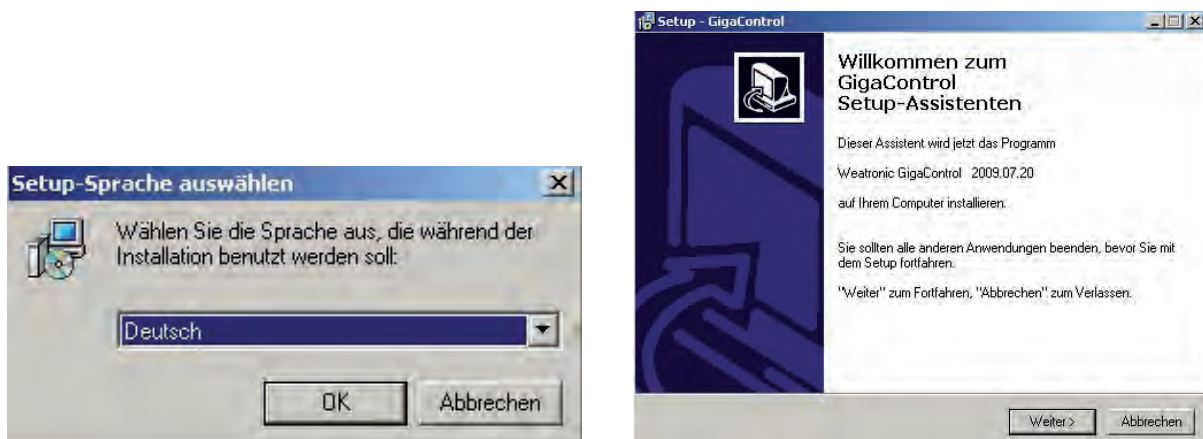 Setup-Sprache auswählen
Wählen Sie die Sprache aus, die während der
Installation benutzt werden soll:
Deutsch
OK
Abbrechen
Setup - GigaControl
Willkommen zum
GigaControl
Setup-Assistenten
Dieser Assistent wird jetzt das Programm
Weatronic GigaControl 2009.07.20
auf Ihrem Computer installieren.
Sie sollten alle anderen Anwendungen beenden, bevor Sie mit
dem Setup fortfahren.
"Weiter" zum Fortfahren, "Abbrechen" zum Verlassen.
Weiter >
Abbrechen